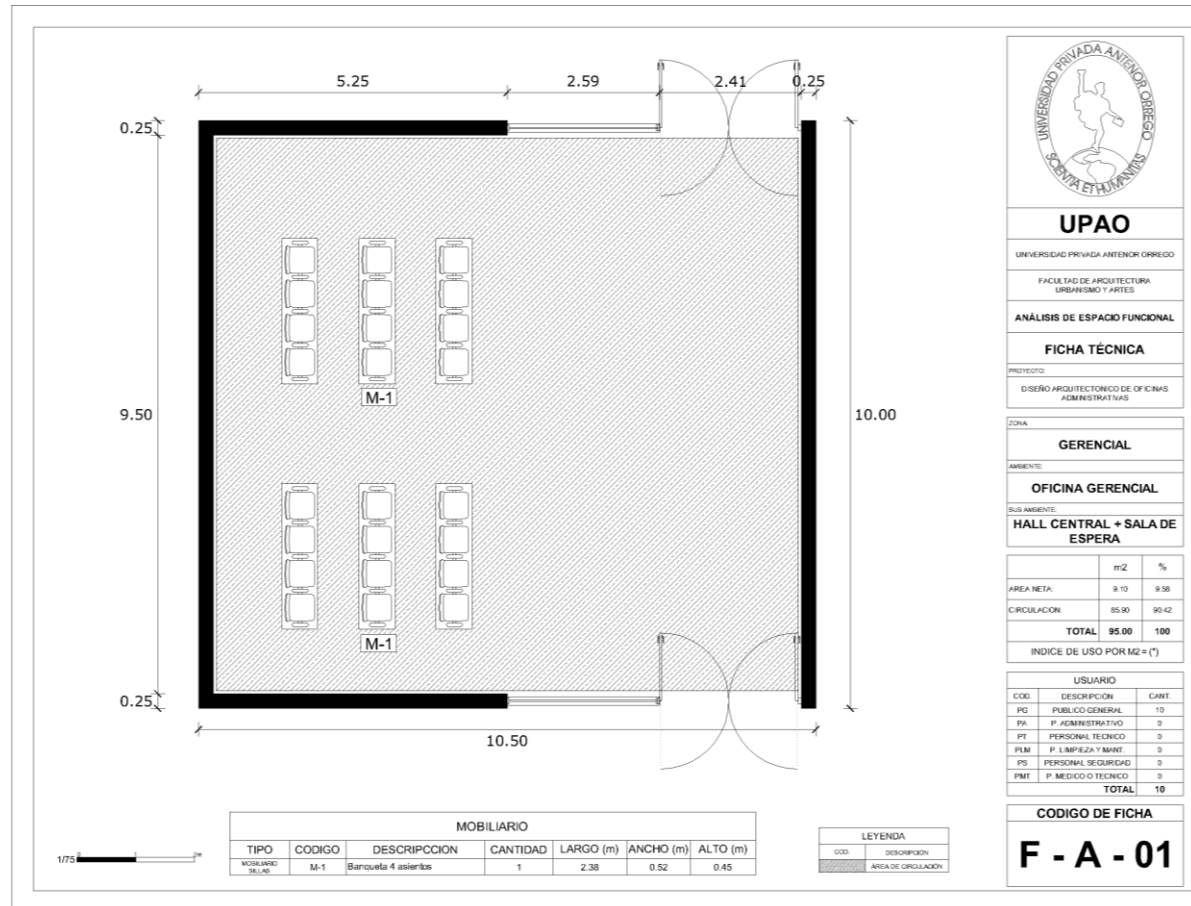 5.25
2.59
2.41
0.25
0.25
9.50
10.00
0.25
10.50
M-1
M-1
1/75
0
1
2m
MOBILIARIO
TIPO CODIGO DESCRIPCCION CANTIDAD LARGO (m) ANCHO (m) ALTO (m)
MOBILIARIO SILLAS M-1 Banqueta 4 asientos 1 2.38 0.52 0.45
LEYENDA
COD. DESCRIPCIÓN
ÁREA DE CIRCULACIÓN
UNIVERSIDAD PRIVADA ANTENOR ORREGO
SCIENTIA ET HUMANITAS
UPAO
UNIVERSIDAD PRIVADA ANTENOR ORREGO
FACULTAD DE ARQUITECTURA
URBANISMO Y ARTES
ANÁLISIS DE ESPACIO FUNCIONAL
FICHA TÉCNICA
PROYECTO:
DISEÑO ARQUITECTONICO DE OFICINAS
ADMINISTRATIVAS
ZONA:
GERENCIAL
AMBIENTE:
OFICINA GERENCIAL
SUS AMBIENTE:
HALL CENTRAL + SALA DE
ESPERA
m2 %
AREA NETA: 9.10 9.58
CIRCULACION: 85.90 90.42
TOTAL 95.00 100
INDICE DE USO POR M2 = (*)
USUARIO
COD. DESCRIPCIÓN CANT.
PG PUBLICO GENERAL 10
PA P. ADMINISTRATIVO 0
PT PERSONAL TECNICO 0
PLM P. LIMPIEZA Y MANT. 0
PS PERSONAL SEGURIDAD 0
PMT P. MEDICO O TECNICO 0
TOTAL 10
CODIGO DE FICHA
F - A - 01